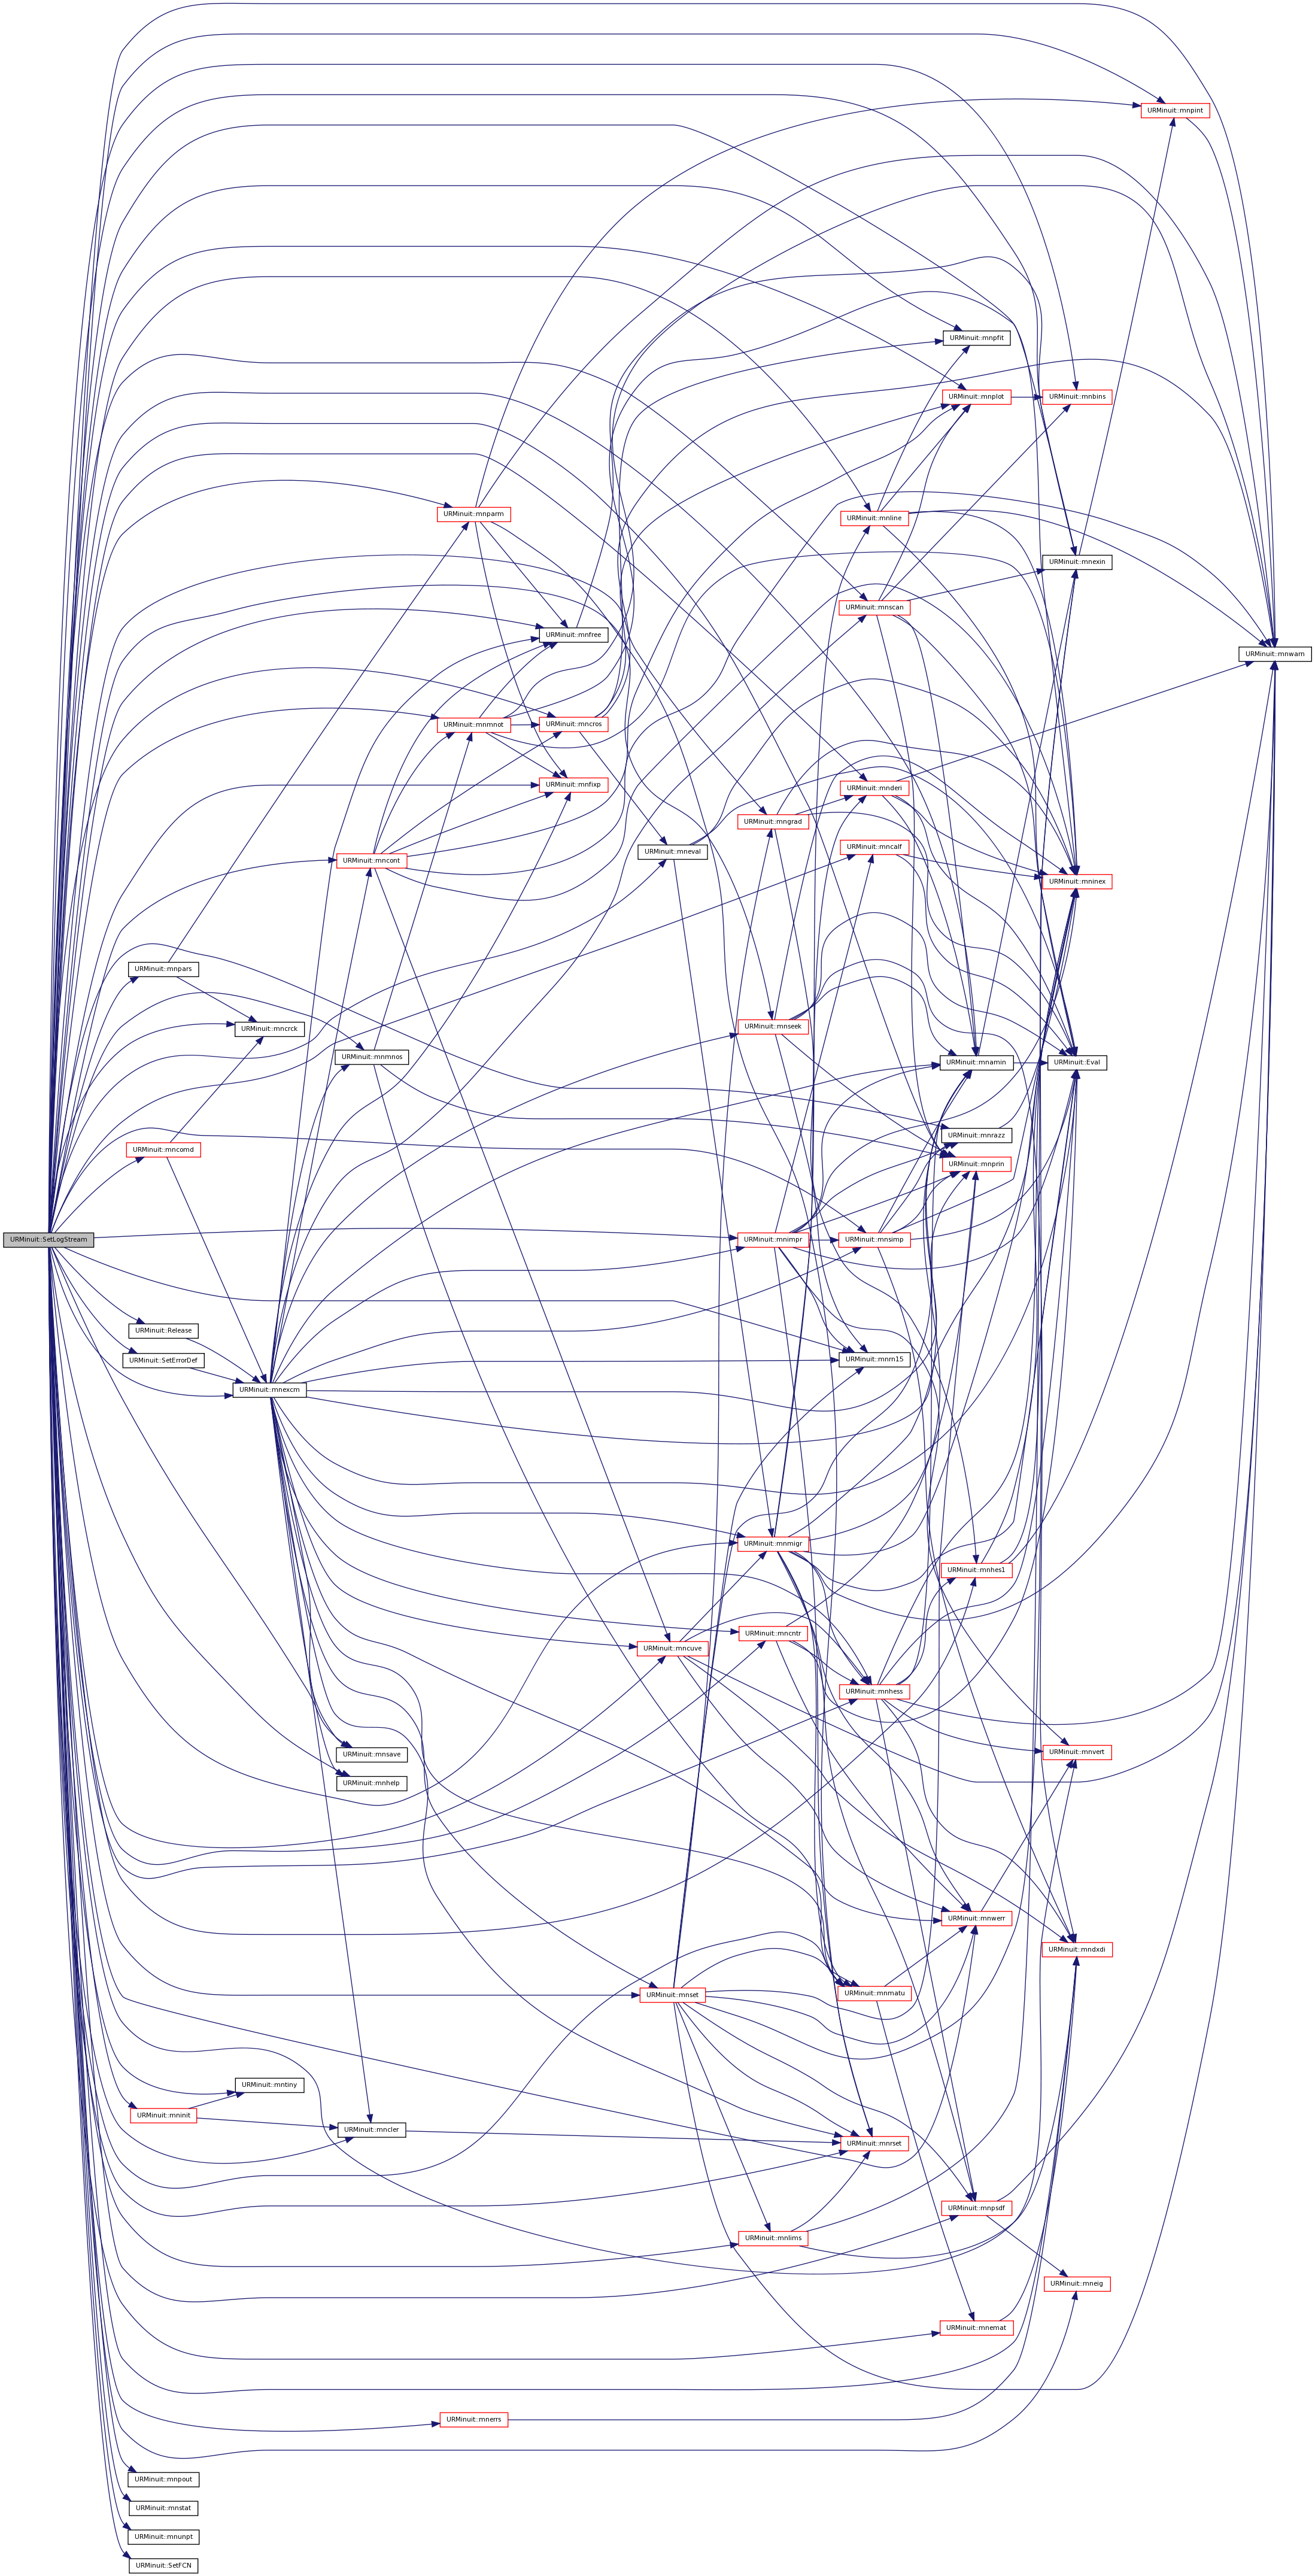 URMinuit::mnpint
URMinuit::mnpfit
URMinuit::mnplot
URMinuit::mnbins
URMinuit::mnparm
URMinuit::mnline
URMinuit::mnexin
URMinuit::mnscan
URMinuit::mnfree
URMinuit::mnwarn
URMinuit::mnmnot
URMinuit::mncros
URMinuit::mnfixp
URMinuit::mnderi
URMinuit::mngrad
URMinuit::mncalf
URMinuit::mneval
URMinuit::mncont
URMinuit::mninex
URMinuit::mnpars
URMinuit::mncrck
URMinuit::mnseek
URMinuit::mnmnos
URMinuit::mnamin
URMinuit::Eval
URMinuit::mnrazz
URMinuit::mncomd
URMinuit::mnprin
URMinuit::SetLogStream
URMinuit::mnimpr
URMinuit::mnsimp
URMinuit::Release
URMinuit::SetErrorDef
URMinuit::mnrn15
URMinuit::mnexcm
URMinuit::mnmigr
URMinuit::mnhes1
URMinuit::mncntr
URMinuit::mncuve
URMinuit::mnhess
URMinuit::mnvert
URMinuit::mnsave
URMinuit::mnhelp
URMinuit::mnwerr
URMinuit::mndxdi
URMinuit::mnset
URMinuit::mnmatu
URMinuit::mntiny
URMinuit::mninit
URMinuit::mncler
URMinuit::mnrset
URMinuit::mnpsdf
URMinuit::mnlims
URMinuit::mneig
URMinuit::mnemat
URMinuit::mnerrs
URMinuit::mnpout
URMinuit::mnstat
URMinuit::mnunpt
URMinuit::SetFCN